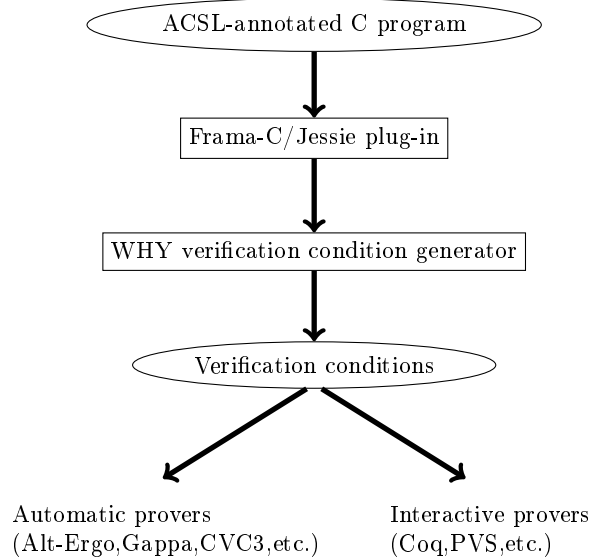 ACSL-annotated C program
Frama-C/Jessie plug-in
WHY verification condition generator
Verification conditions
Automatic provers
(Alt-Ergo,Gappa,CVC3,etc.)
Interactive provers
(Coq,PVS,etc.)